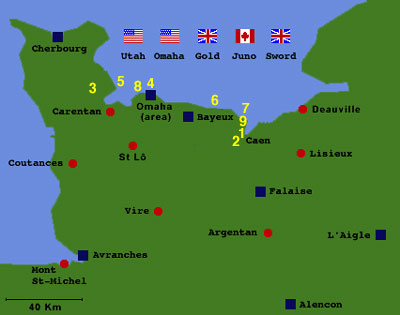 Cherbourg
Utah Omaha Gold Juno Sword
5
8 4
3
6
7
Carentan
Omaha
(area)
Bayeux
Deauville
9
1
2 Caen
St Lô
Lisieux
Coutances
Falaise
Vire
Argentan
L'Aigle
Avranches
Mont
St-Michel
40 Km
Alencon